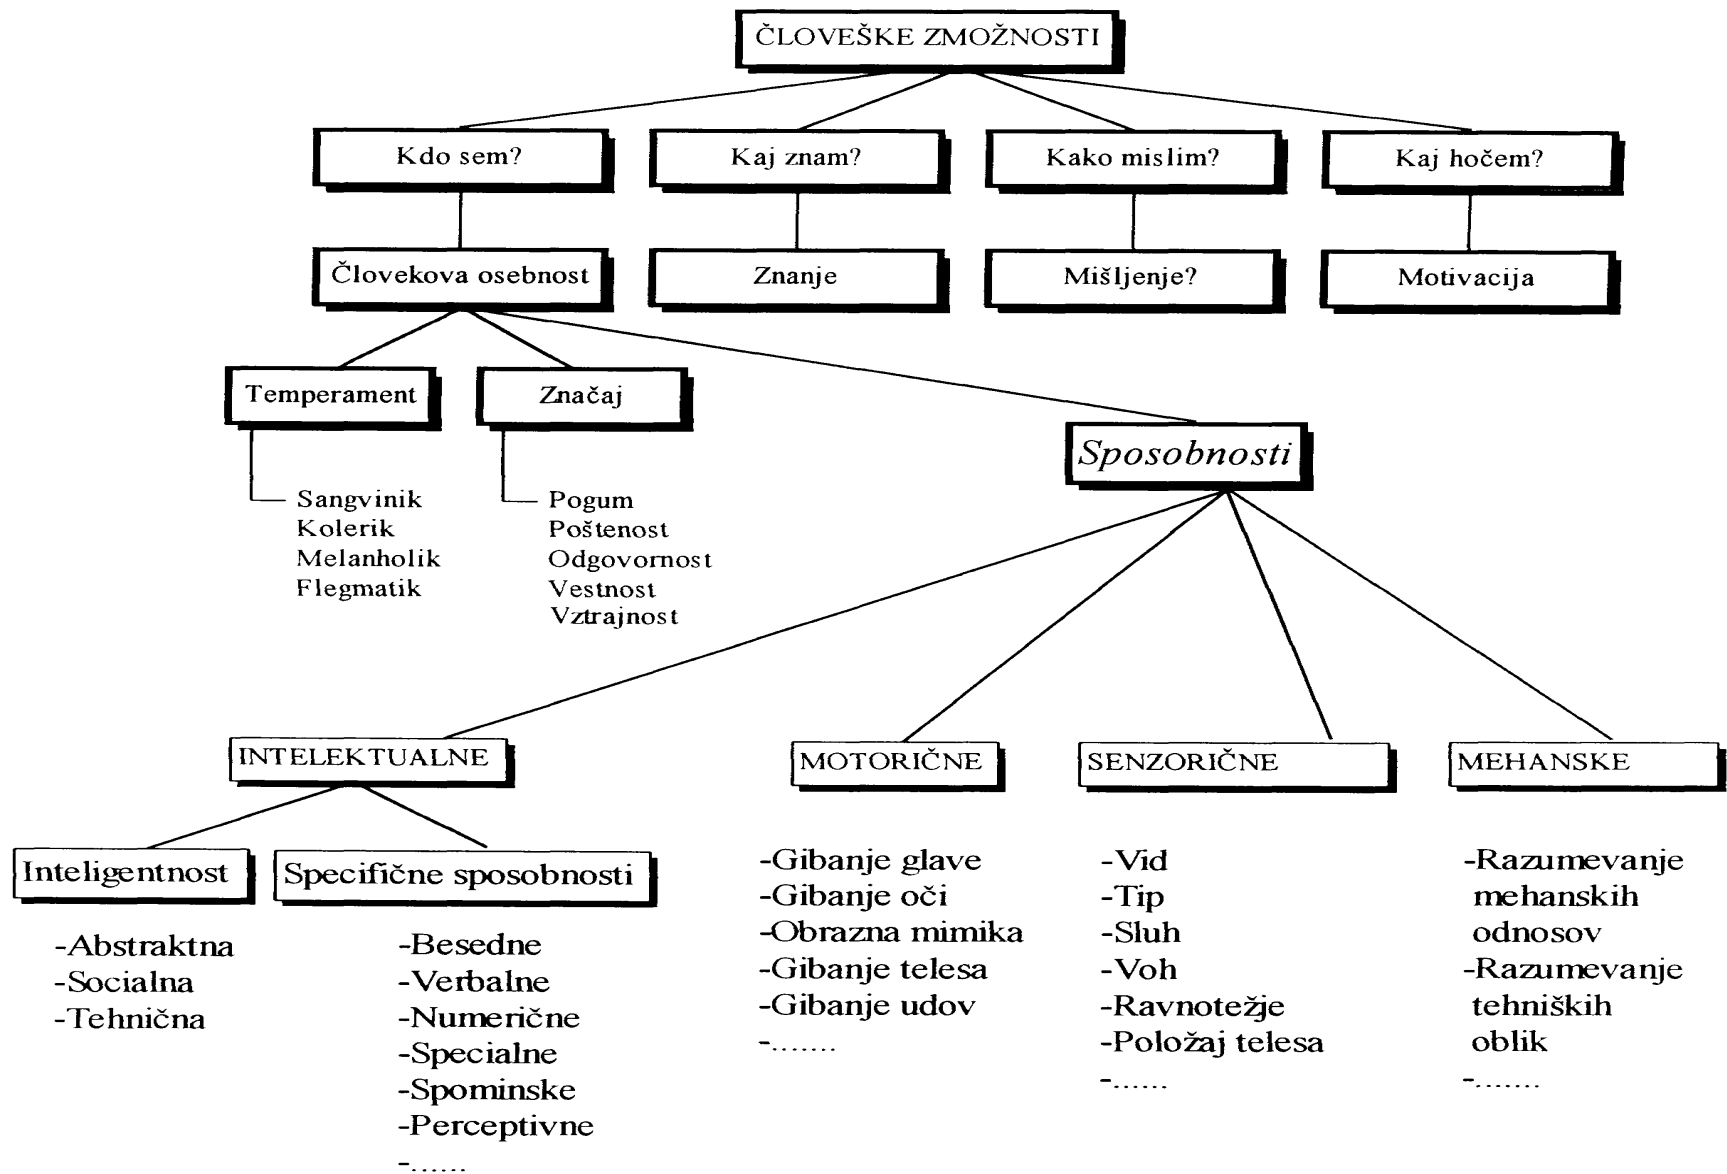 ČLOVEŠKE ZMOŽNOSTI
Kdo sem?
Kaj znam?
Kako mislim?
Kaj hočem?
Človekova osebnost
Znanje
Mišljenje?
Motivacija
Temperament
Značaj
Sposobnosti
Sangvinik
Kolerik
Melanholik
Flegmatik
Pogum
Poštenost
Odgovornost
Vestnost
Vztrajnost
INTELEKTUALNE
MOTORIČNE
SENZORIČNE
MEHANSKE
Inteligentnost
Specifične sposobnosti
-Abstraktna
-Socialna
-Tehnična
-Besedne
-Verbalne
-Numerične
-Specialne
-Spominske
-Perceptivne
-......
-Gibanje glave
-Gibanje oči
-Obrazna mimika
-Gibanje telesa
-Gibanje udov
-.......
-Vid
-Tip
-Sluh
-Voh
-Ravnotežje
-Položaj telesa
-......
-Razumevanje
mehanskih
odnosov
-Razumevanje
tehniških
oblik
-.......